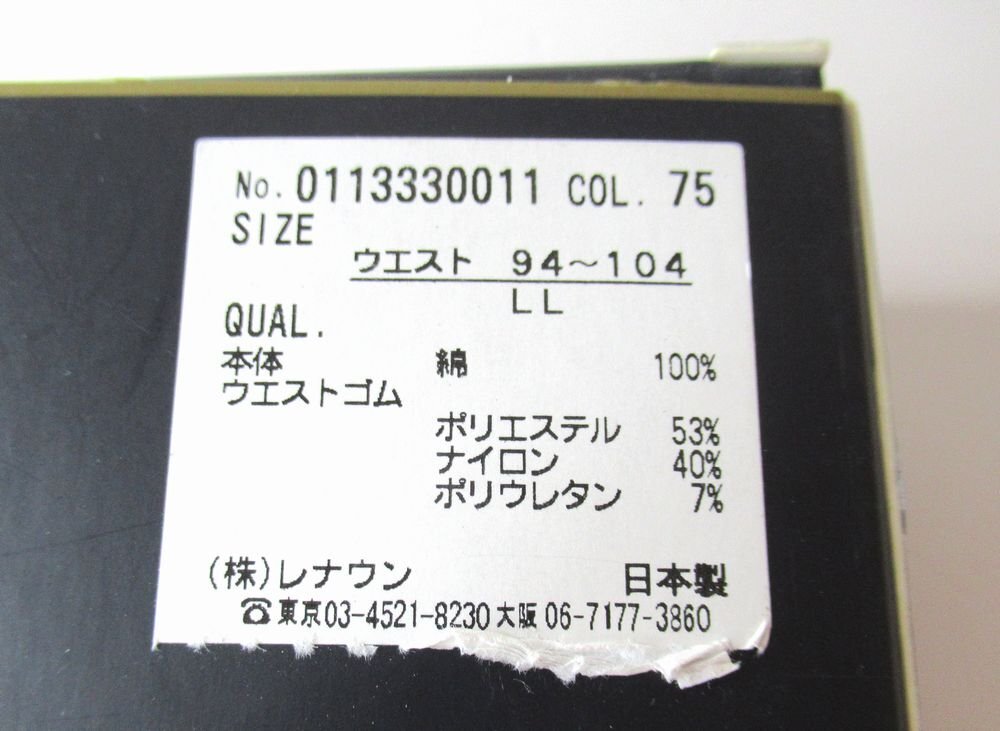 No. 0113330011 COL. 75
SIZE
ウエスト 94~104
LL
QUAL.
本体 綿 100%
ウエストゴム
ポリエステル 53%
ナイロン 40%
ポリウレタン 7%
(株)レナウン 日本製
☎東京03-4521-8230大阪06-7177-3860